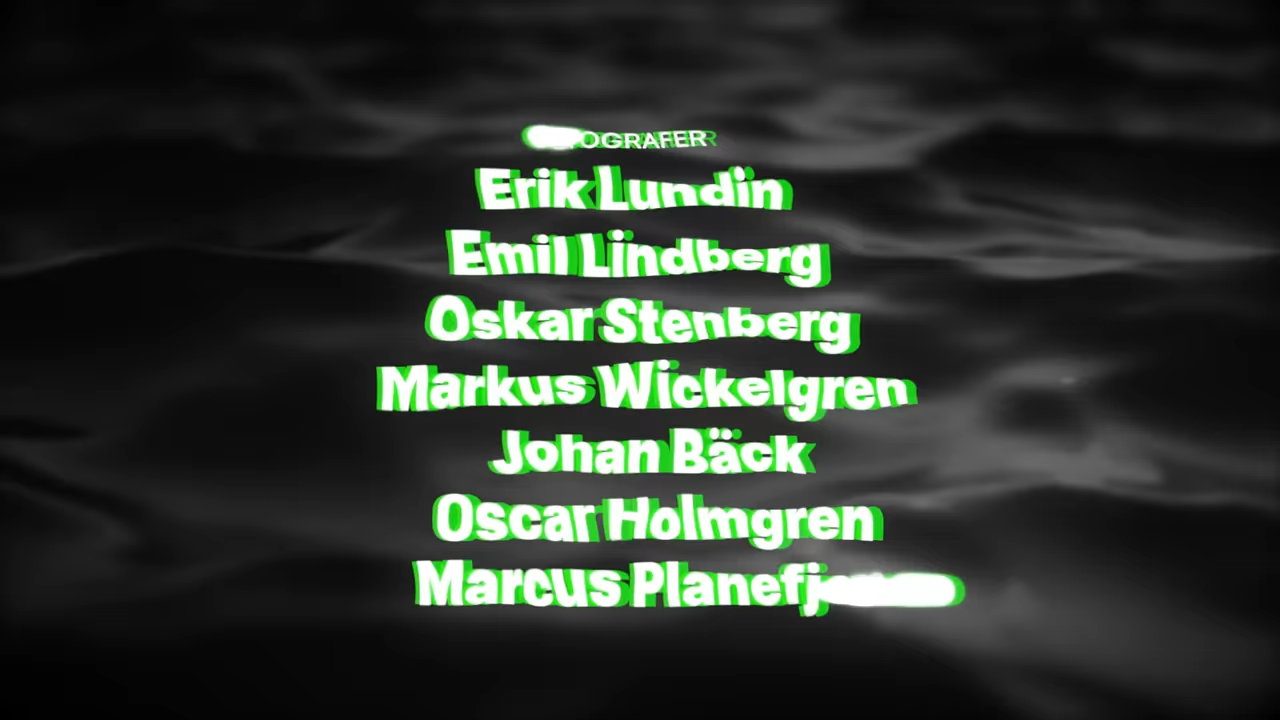 Erik Lundin
Emil Lindberg
Oskar Stenberg
Markus Wickelgren
Johan Bäck
Oscar Holmgren
Marcus